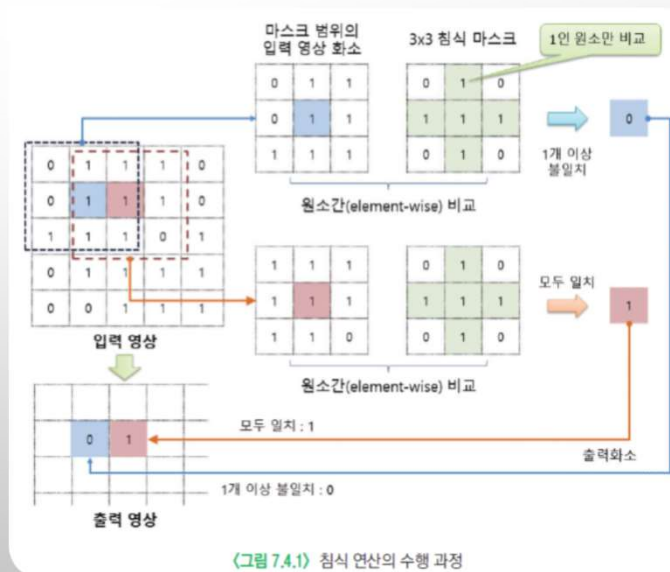 마스크 범위의
입력 영상 화소
3x3 침식 마스크
1인 원소만 비교
0 1 1
0 1 1
1 1 1
0 1 0
1 1 1
0 1 0
0
1개 이상
불일치
원소간(element-wise) 비교
0 1 1 1 0
0 1 1 1 0
1 1 1 0 1
0 1 1 1 1
0 0 1 1 1
입력 영상
1 1 1
1 1 1
1 1 0
0 1 0
1 1 1
0 1 0
모두 일치
1
원소간(element-wise) 비교
0 1
모두 일치 : 1
출력화소
1개 이상 불일치 : 0
출력 영상
〈그림 7.4.1〉 침식 연산의 수행 과정